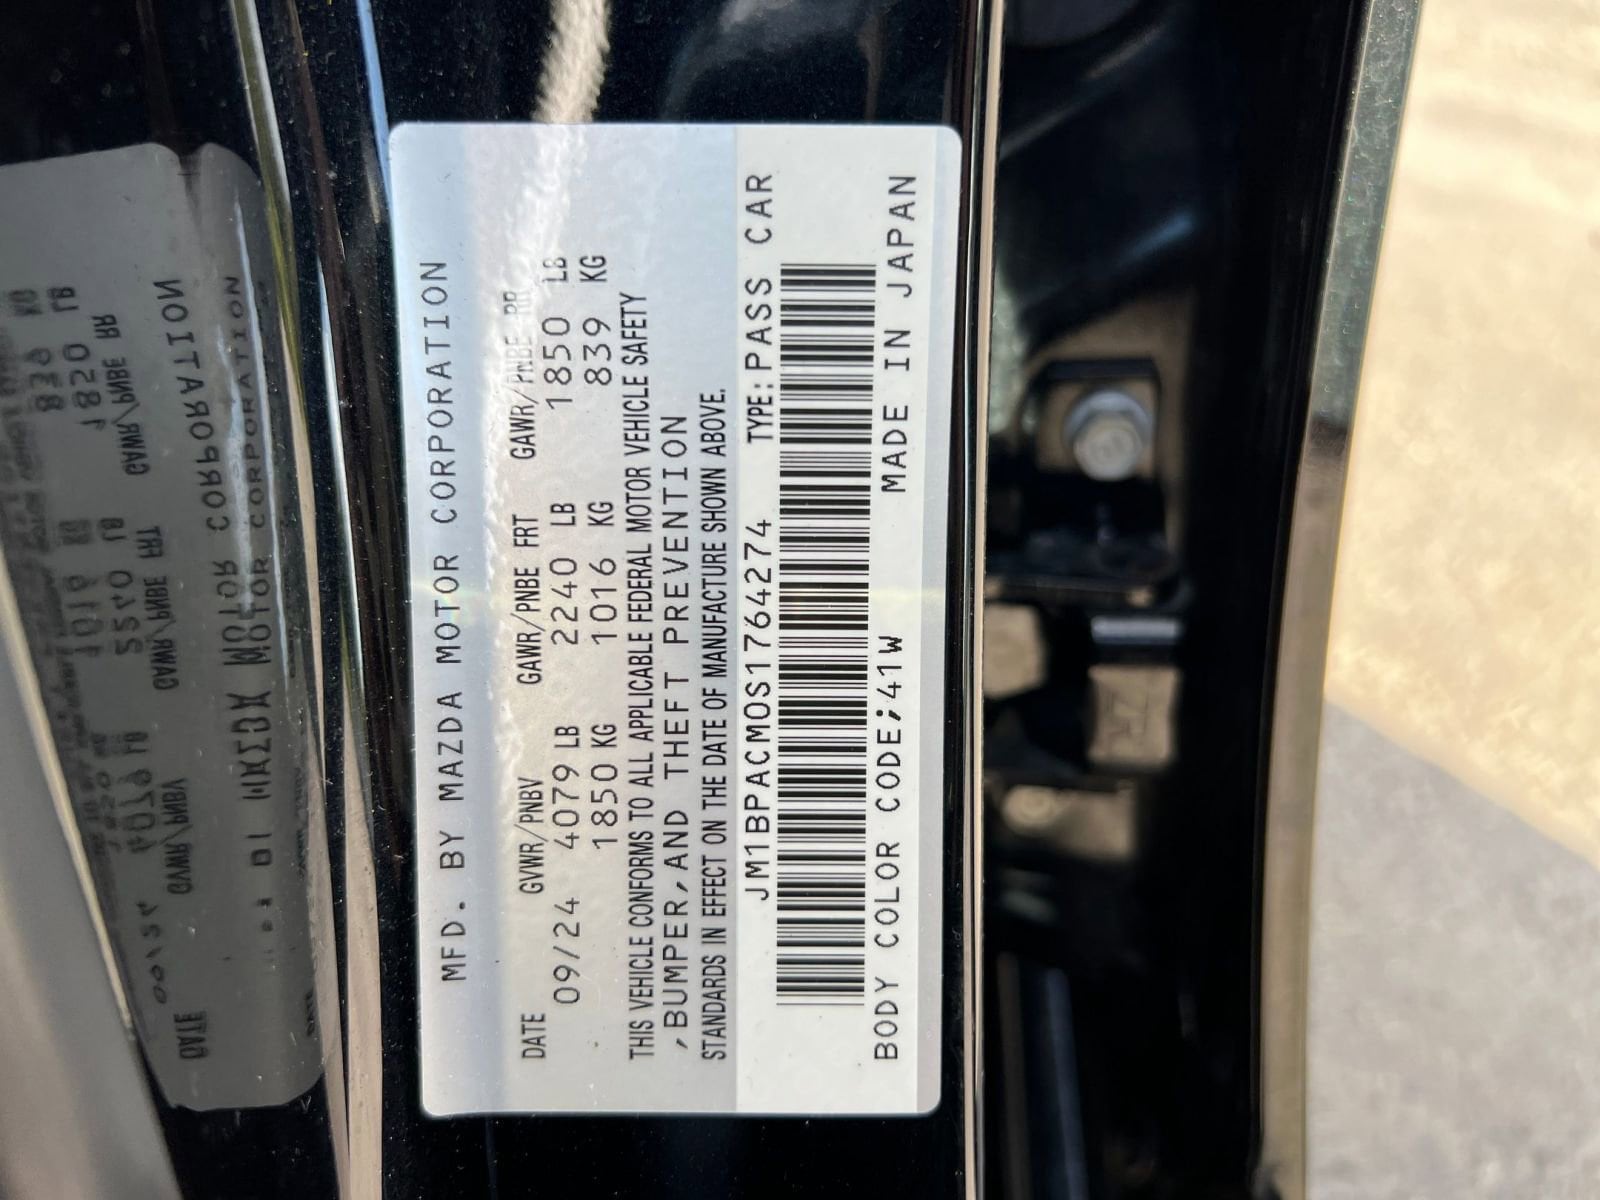 MFD. BY MAZDA MOTOR CORPORATION
DATE GVWR/PNBV GAWR/PNBE FRT GAWR/PNBE RR
09/24 4079 LB 2240 LB 1850 LB
1850 KG 1016 KG 839 KG
THIS VEHICLE CONFORMS TO ALL APPLICABLE FEDERAL MOTOR VEHICLE SAFETY
,BUMPER,AND THEFT PREVENTION
STANDARDS IN EFFECT ON THE DATE OF MANUFACTURE SHOWN ABOVE.
JM1BPACM0S1764274 TYPE:PASS CAR
BODY COLOR CODE;41W MADE IN JAPAN